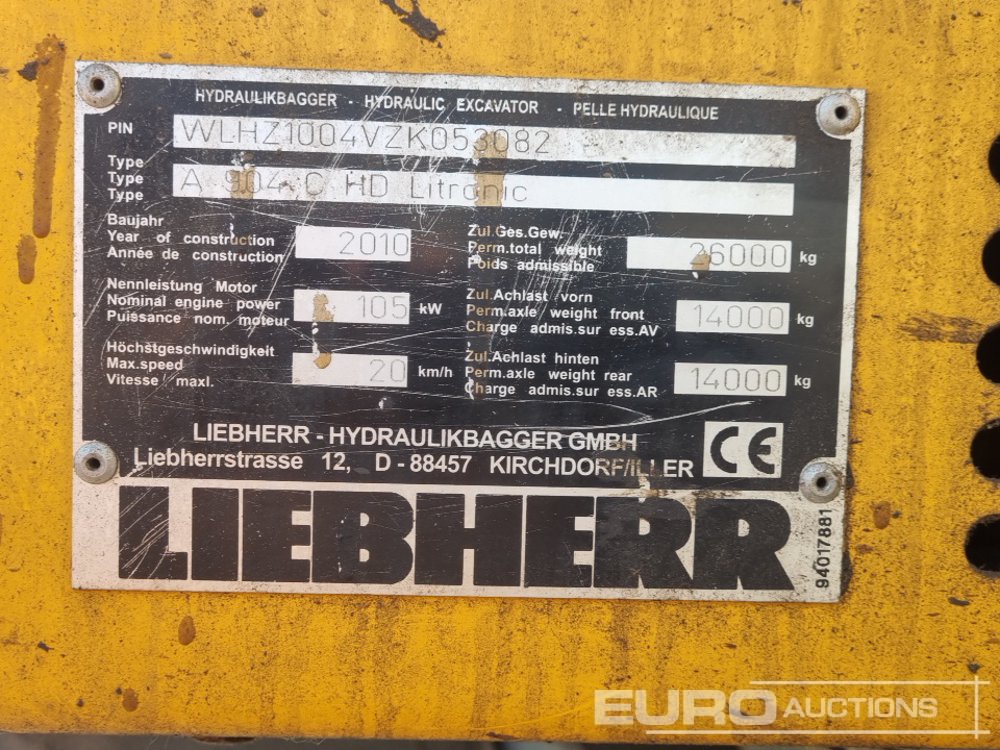 HYDRAULIKBAGGER - HYDRAULIC EXCAVATOR - PELLE HYDRAULIQUE
PIN WLHZ1004VZK053082
Type
Type A 904 C HD Litronic
Type
Baujahr
Year of construction 2010
Année de construction
Zul.Ges.Gew.
Perm.total weight 26000 kg
Poids admissible
Nennleistung Motor
Nominal engine power 105 kW
Puissance nom. moteur
Zul.Achlast vorn
Perm.axle weight front 14000 kg
Charge admis.sur ess.AV
Höchstgeschwindigkeit
Max.speed 20 km/h
Vitesse maxl.
Zul.Achlast hinten
Perm.axle weight rear 14000 kg
Charge admis.sur ess.AR
LIEBHERR - HYDRAULIKBAGGER GMBH
Liebherrstrasse 12, D - 88457 KIRCHDORF/ILLER
CE
LIEBHERR
94017881
EURO AUCTIONS